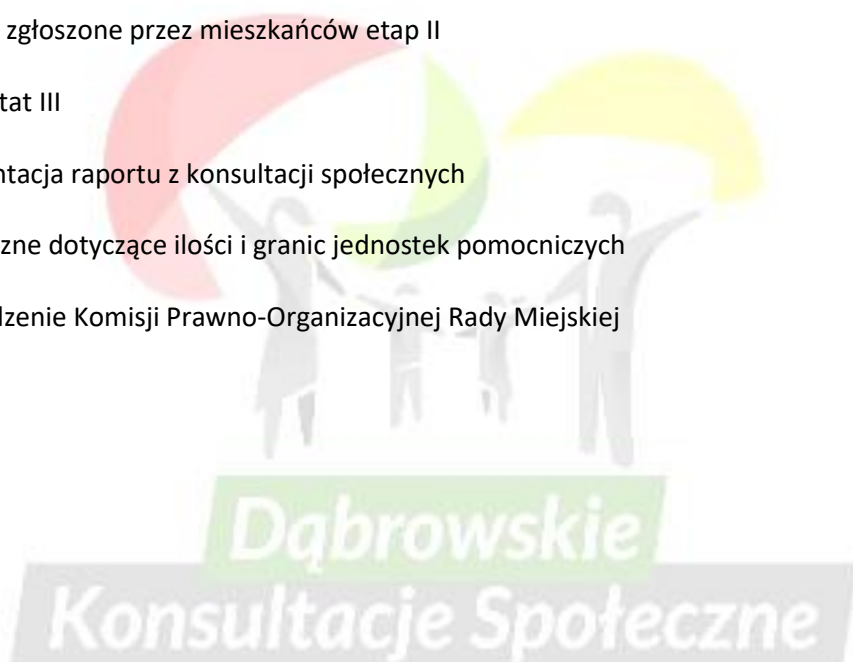 zgłoszone przez mieszkańców etap II
tat III
ntacja raportu z konsultacji społecznych
zne dotyczące ilości i granic jednostek pomocniczych
dzenie Komisji Prawno-Organizacyjnej Rady Miejskiej
Dąbrowskie
Konsultacje Społeczne